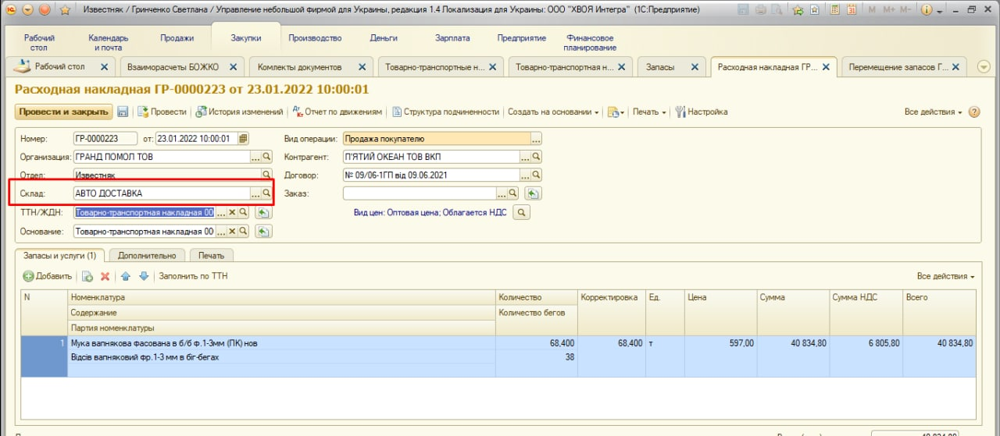 Известняк / Гринченко Светлана / Управление небольшой фирмой для Украины, редакция 1.4 Локализация для Украины: ООО "ХВОЯ Интегра" (1С:Предприятие)
M M+ M-
Рабочий стол Календарь и почта Продажи Закупки Производство Деньги Зарплата Предприятие Финансовое планирование
Рабочий стол Взаиморасчеты БОЖКО Комлекты документов Товарно-транспортные н... Товарно-транспортная н... Запасы Расходная накладная ГР... Перемещение запасов Г...
Расходная накладная ГР-0000223 от 23.01.2022 10:00:01
Провести и закрыть Провести История изменений Дт Кт Отчет по движениям Структура подчиненности Создать на основании Печать Настройка Все действия
Номер: ГР-0000223 от: 23.01.2022 10:00:01 Вид операции: Продажа покупателю
Организация: ГРАНД ПОМОЛ ТОВ Контрагент: П'ЯТИЙ ОКЕАН ТОВ ВКП
Отдел: Известняк Договор: № 09/06-1ГП від 09.06.2021
Склад: АВТО ДОСТАВКА Заказ:
ТТН/ЖДН: Товарно-транспортная накладная 00 Вид цен: Оптовая цена; Облагается НДС
Основание: Товарно-транспортная накладная 00
Запасы и услуги (1) Дополнительно Печать
Добавить Заполнить по ТТН Все действия
N Номенклатура Количество Корректировка Ед. Цена Сумма Сумма НДС Всего
Содержание Количество бегов
Партия номенклатуры
1 Мука вапнякова фасована в б/б ф.1-3мм (ПК) нов 68,400 68,400 т 597,00 40 834,80 6 805,80 40 834,80
Відсів вапняковий фр.1-3 мм в біг-бегах 38